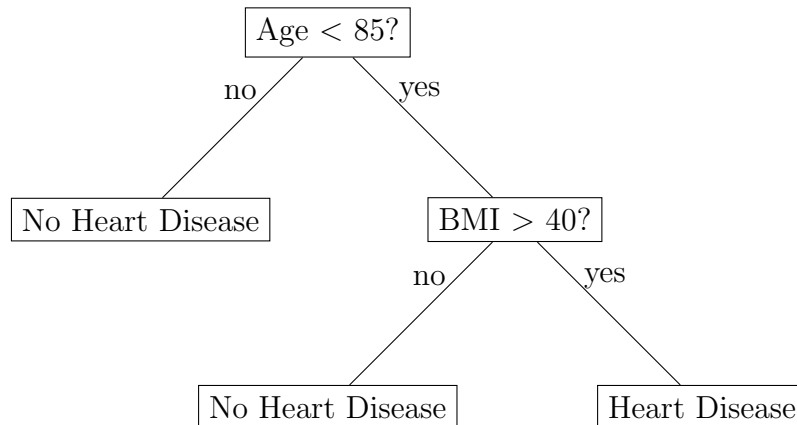 Age < 85?
no
yes
No Heart Disease
BMI > 40?
no
yes
No Heart Disease
Heart Disease